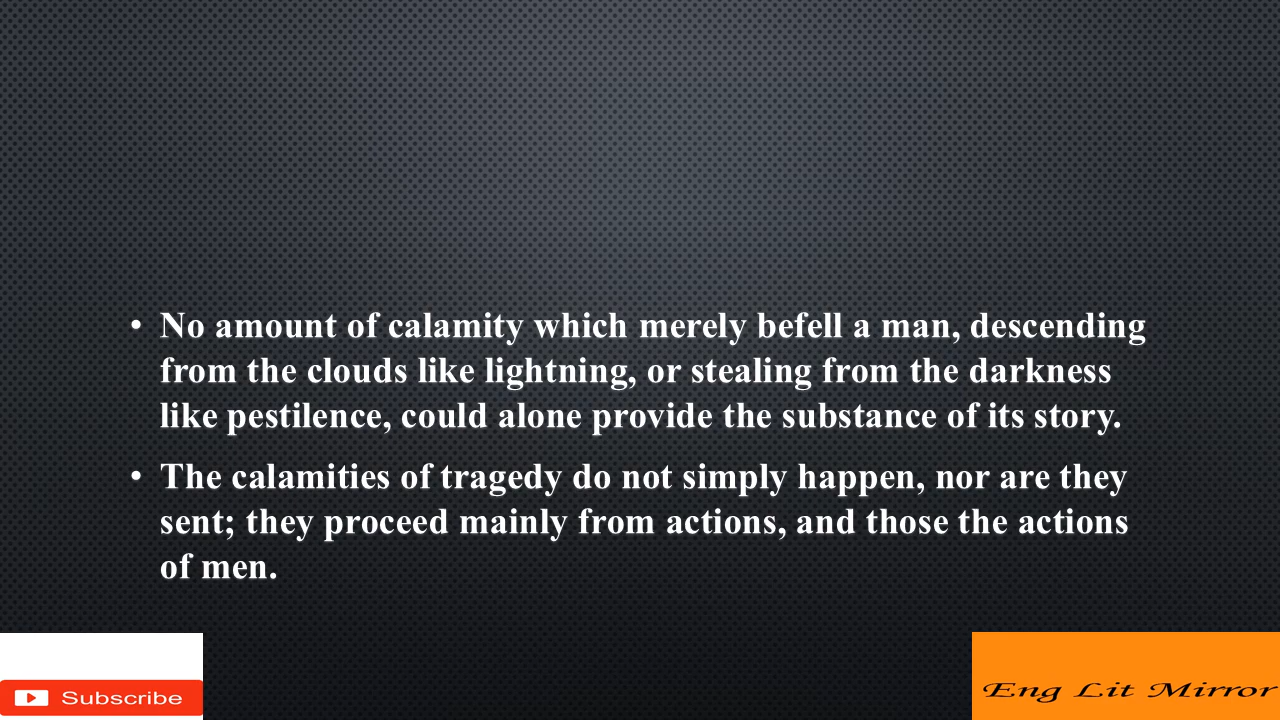 • No amount of calamity which merely befell a man, descending
from the clouds like lightning, or stealing from the darkness
like pestilence, could alone provide the substance of its story.
• The calamities of tragedy do not simply happen, nor are they
sent; they proceed mainly from actions, and those the actions
of men.
Subscribe
Eng Lit Mirror